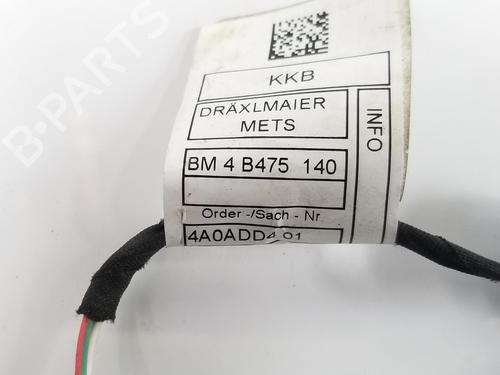 KKB
DRÄXLMAIER
METS
INFO
BM 4 B475 140
Order -/Sach - Nr
4A0ADD4 01
B-PARTS